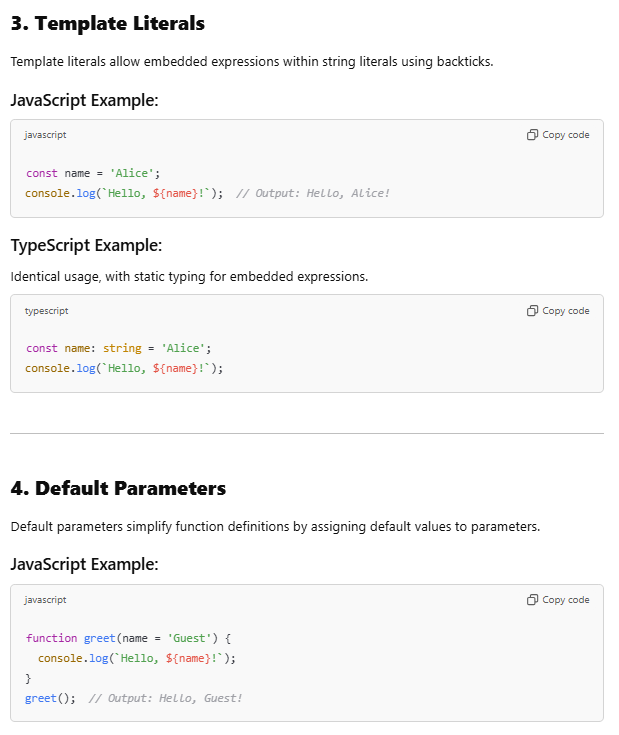 3. Template Literals
Template literals allow embedded expressions within string literals using backticks.
JavaScript Example:
javascript
Copy code
const name = 'Alice';
console.log(`Hello, ${name}!`);  // Output: Hello, Alice!
TypeScript Example:
Identical usage, with static typing for embedded expressions.
typescript
Copy code
const name: string = 'Alice';
console.log(`Hello, ${name}!`);
4. Default Parameters
Default parameters simplify function definitions by assigning default values to parameters.
JavaScript Example:
javascript
Copy code
function greet(name = 'Guest') {
  console.log(`Hello, ${name}!`);
}
greet();  // Output: Hello, Guest!